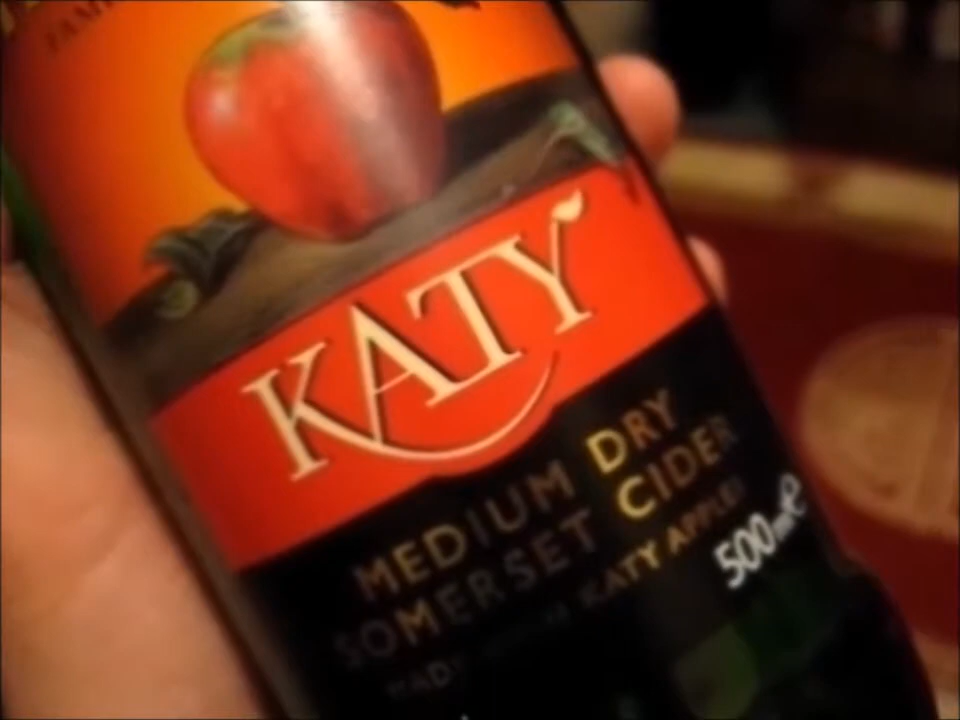 KATY
MEDIUM DRY
SOMERSET CIDER
KATY APPLES
500ml e